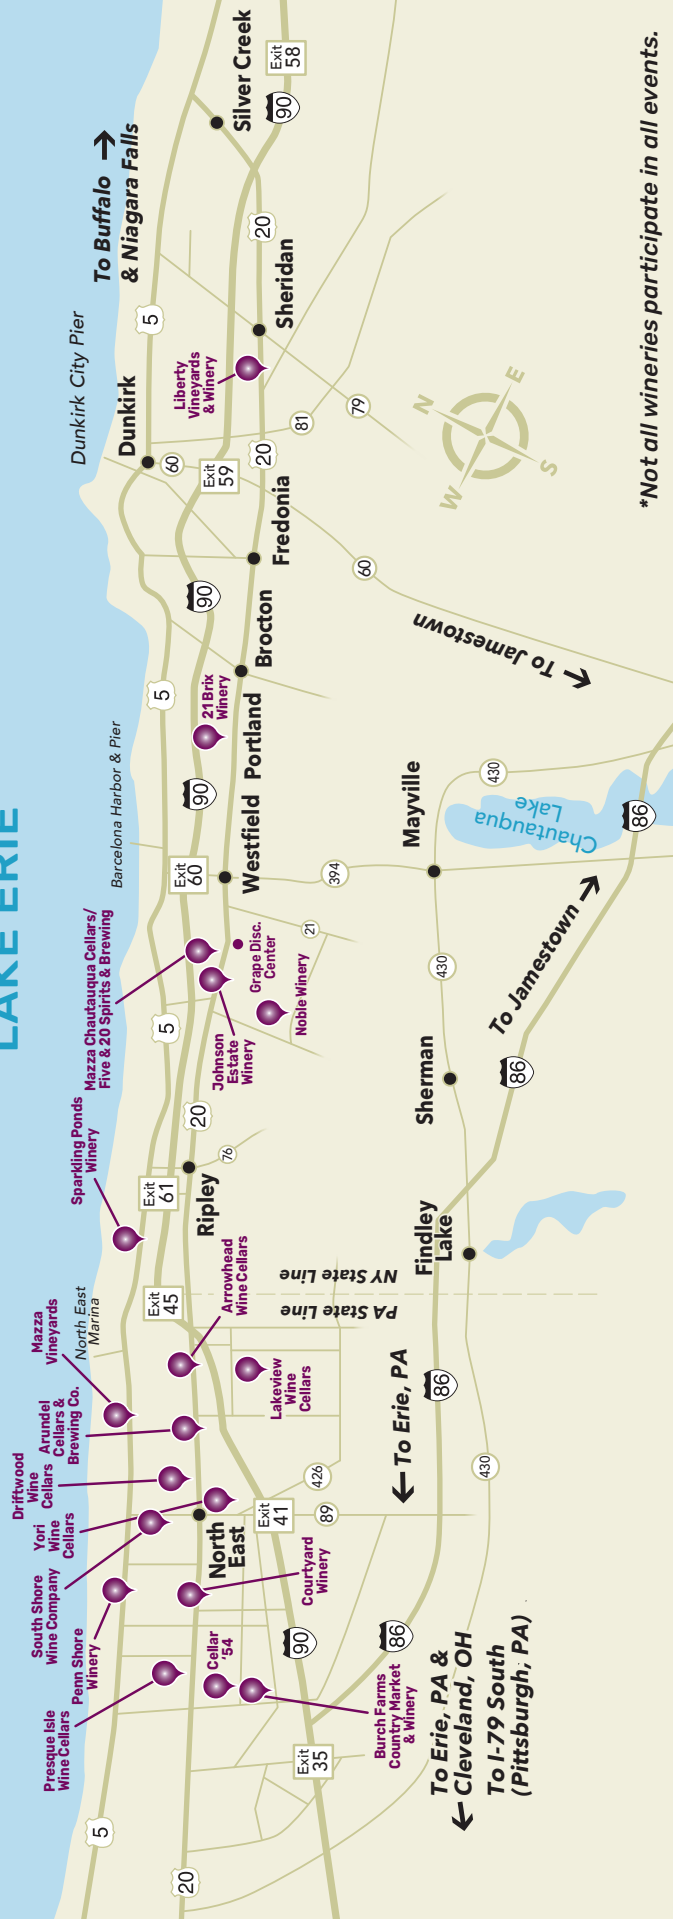 LAKE ERIE
5
20
Presque Isle
Wine Cellars
Penn Shore
Winery
South Shore
Wine Company
Yori
Wine
Cellars
Driftwood
Wine
Cellars
Arundel
Cellars &
Brewing Co.
Mazza
Vineyards
North East
Marina
Sparkling Ponds
Winery
Mazza Chautauqua Cellars/
Five & 20 Spirits & Brewing
Barcelona Harbor & Pier
Dunkirk City Pier
To Buffalo →
& Niagara Falls
Cellar
'54
Burch Farms
Country Market
& Winery
Courtyard
Winery
North
East
Exit
35
90
86
Exit
41
89
426
Lakeview
Wine
Cellars
Arrowhead
Wine Cellars
Exit
45
PA State Line
NY State Line
Exit
61
Ripley
76
20
5
Johnson
Estate
Winery
Noble Winery
Grape Disc.
Center
21
Exit
60
Westfield
394
90
Portland
21 Brix
Winery
5
Brocton
90
Fredonia
Exit
59
60
Dunkirk
60
20
81
79
Liberty
Vineyards
& Winery
5
Sheridan
20
90
Silver Creek
Exit
58
← To Erie, PA
86
430
Findley
Lake
Sherman
86
430
To Jamestown →
Mayville
430
Chautauqua
Lake
86
To Jamestown →
N
E
S
W
To Erie, PA &
← Cleveland, OH
To I-79 South
(Pittsburgh, PA)
*Not all wineries participate in all events.